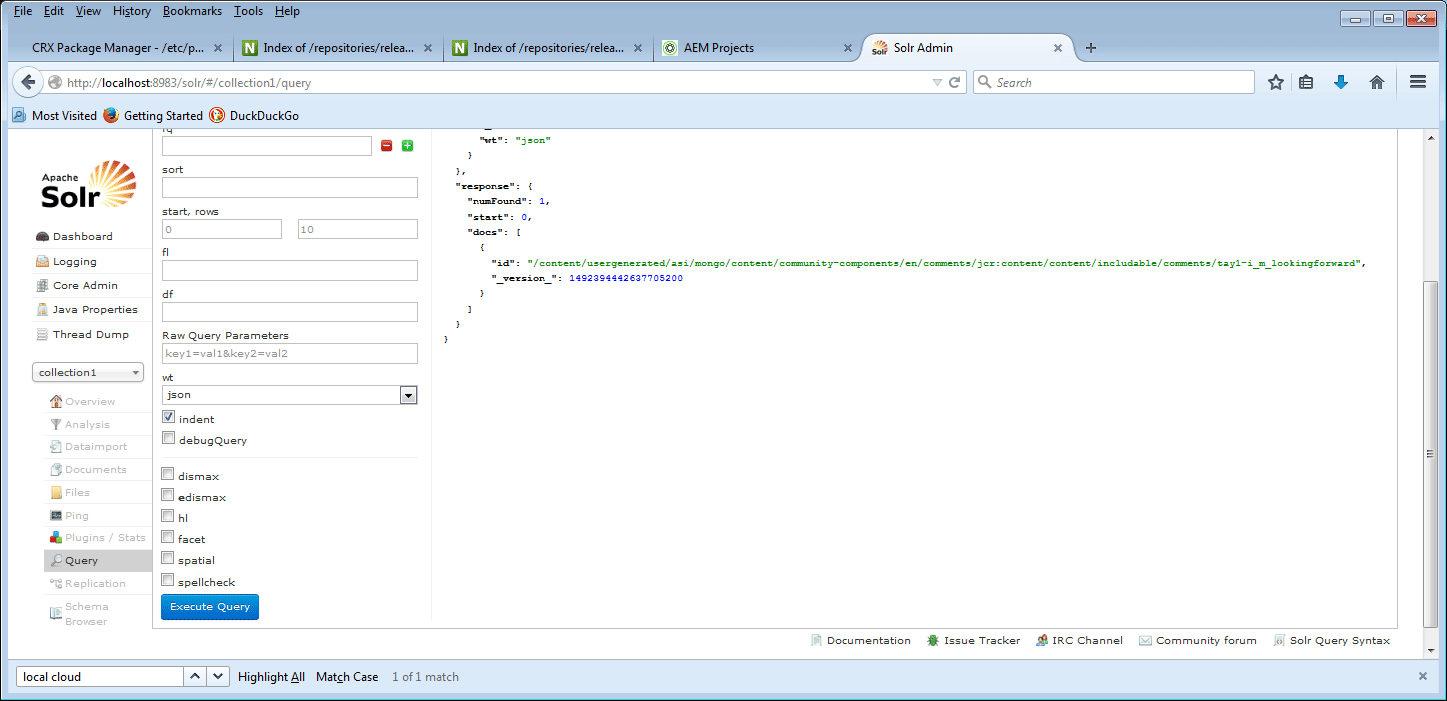 File Edit View History Bookmarks Tools Help
CRX Package Manager - /etc/p...
Index of /repositories/relea...
Index of /repositories/relea...
AEM Projects
Solr Admin
http://localhost:8983/solr/#/collection1/query
Search
Most Visited Getting Started DuckDuckGo
Apache
Solr
Dashboard
Logging
Core Admin
Java Properties
Thread Dump
collection1
Overview
Analysis
Dataimport
Documents
Files
Ping
Plugins / Stats
Query
Replication
Schema
Browser
sort
start, rows
0 10
fl
df
Raw Query Parameters
key1=val1&key2=val2
wt
json
indent
debugQuery
dismax
edismax
hl
facet
spatial
spellcheck
Execute Query
"wt": "json"
}
},
"response": {
"numFound": 1,
"start": 0,
"docs": [
{
"id": "/content/usergenerated/asi/mongo/content/community-components/en/comments/jcr:content/content/includable/comments/tay1-i_m_lookingforward",
"_version_": 1492394442637705200
}
]
}
}
Documentation Issue Tracker IRC Channel Community forum Solr Query Syntax
local cloud Highlight All Match Case 1 of 1 match